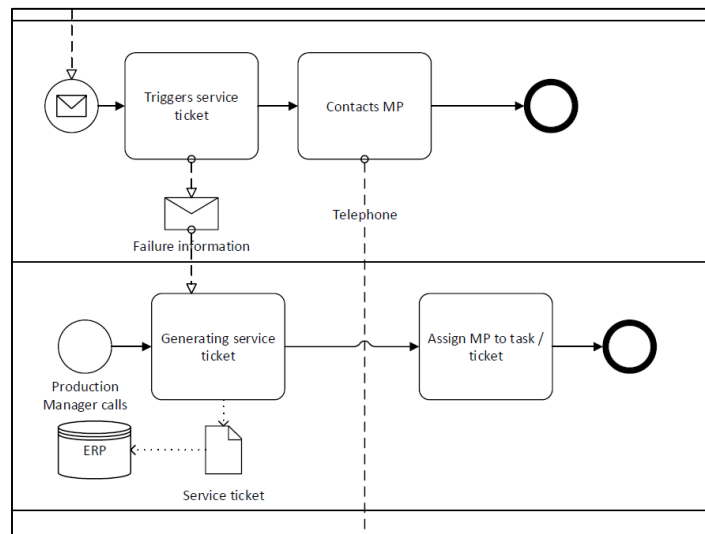 Triggers service
ticket
Contacts MP
Telephone
Failure information
Generating service
ticket
Assign MP to task /
ticket
Production
Manager calls
ERP
Service ticket